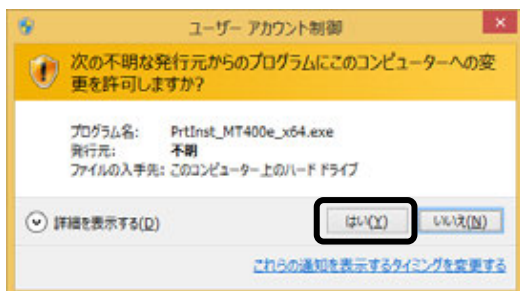 ユーザー アカウント制御
次の不明な発行元からのプログラムにこのコンピューターへの変
更を許可しますか?
プログラム名: PrtInst_MT400e_x64.exe
発行元: 不明
ファイルの入手先: このコンピューター上のハード ドライブ
詳細を表示する(D)
はい(Y)
いいえ(N)
これらの通知を表示するタイミングを変更する